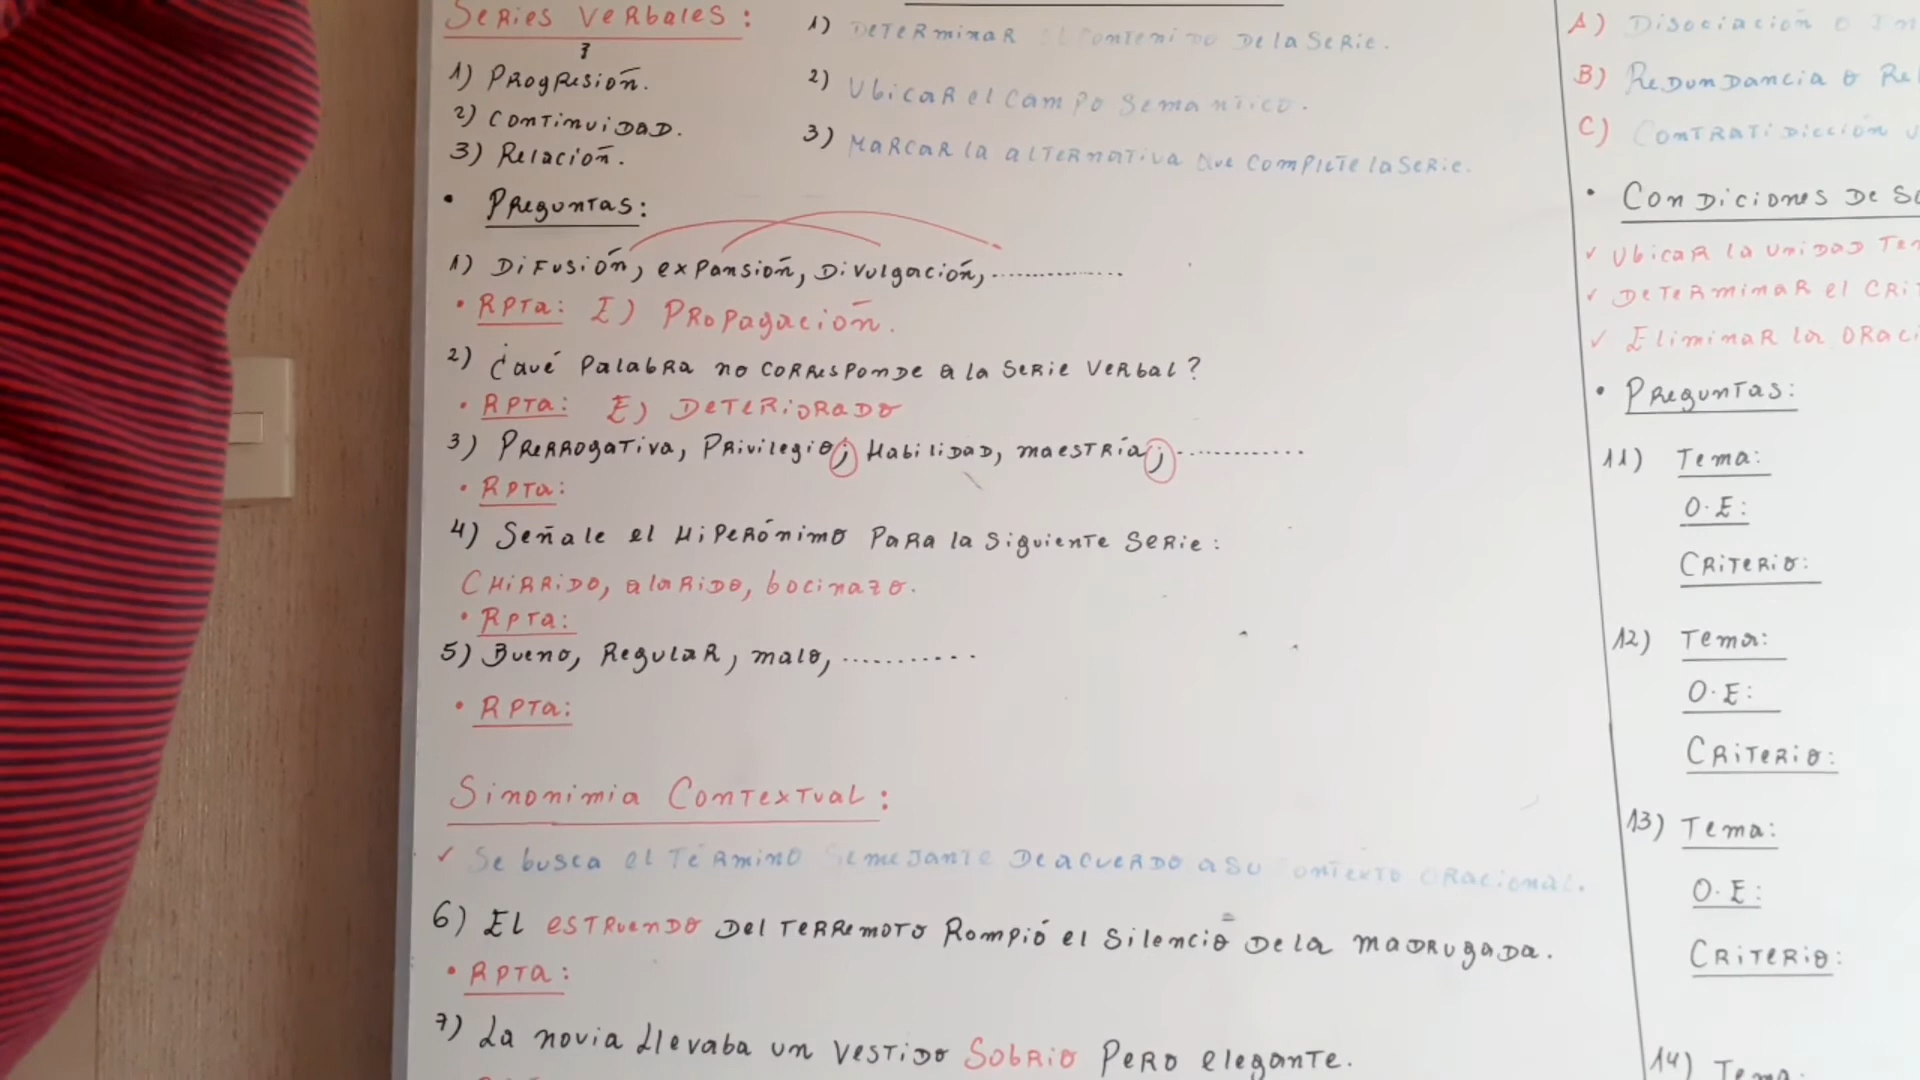 Series Verbales:
1) Progresión.
2) Continuidad.
3) Relación.
1) Determinar el contenido de la serie.
2) Ubicar el campo semantico.
3) Marcar la alternativa que complete la serie.
• Preguntas:
1) Difusión, expansión, Divulgación,...............
• Rpta: E) Propagación.
2) ¿Qué palabra no corresponde a la serie verbal?
• Rpta: E) Deteriorado
3) Prerrogativa, Privilegio; Habilidad, maestría; ............
• Rpta:
4) Señale el Hiperónimo para la siguiente serie:
Chirrido, alarido, bocinazo.
• Rpta:
5) Bueno, Regular, malo, ...........
• Rpta:
Sinonimia Contextual:
✓ Se busca el término semejante de acuerdo a su contexto oracional.
6) El estruendo del terremoto rompió el silencio de la madrugada.
• Rpta:
7) La novia llevaba un vestido sobrio pero elegante.
A) Disociación o
B) Redundancia o
C) Contratidicción
• Condiciones de
✓ Ubicar la unidad
✓ Determinar el
✓ Eliminar la
• Preguntas:
11) Tema:
O.E:
Criterio:
12) Tema:
O.E:
Criterio:
13) Tema:
O.E:
Criterio:
14) Tema: